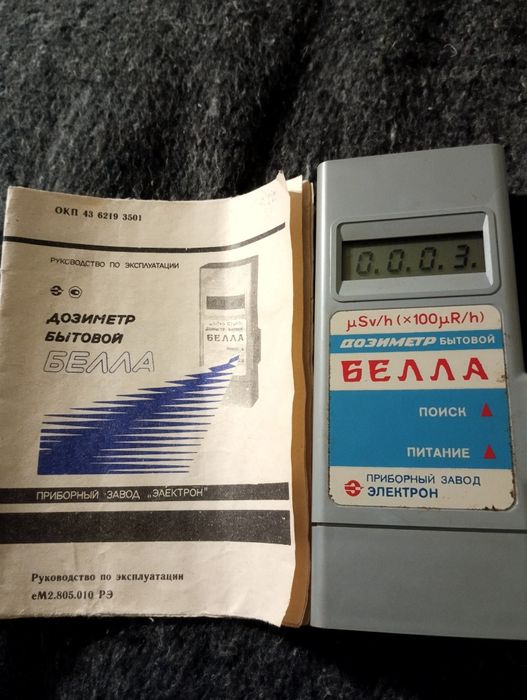 ОКП 43 6219 3501
РУКОВОДСТВО ПО ЭКСПЛУАТАЦИИ
ДОЗИМЕТР
БЫТОВОЙ
БЕЛЛА
БЕЛЛА
ПРИБОРНЫЙ ЗАВОД „ЭЛЕКТРОН"
Руководство по эксплуатации
еМ2.805.010 РЭ
0.0.0.3.
µSv/h (×100µR/h)
ДОЗИМЕТР БЫТОВОЙ
БЕЛЛА
ПОИСК
ПИТАНИЕ
ПРИБОРНЫЙ ЗАВОД
ЭЛЕКТРОН